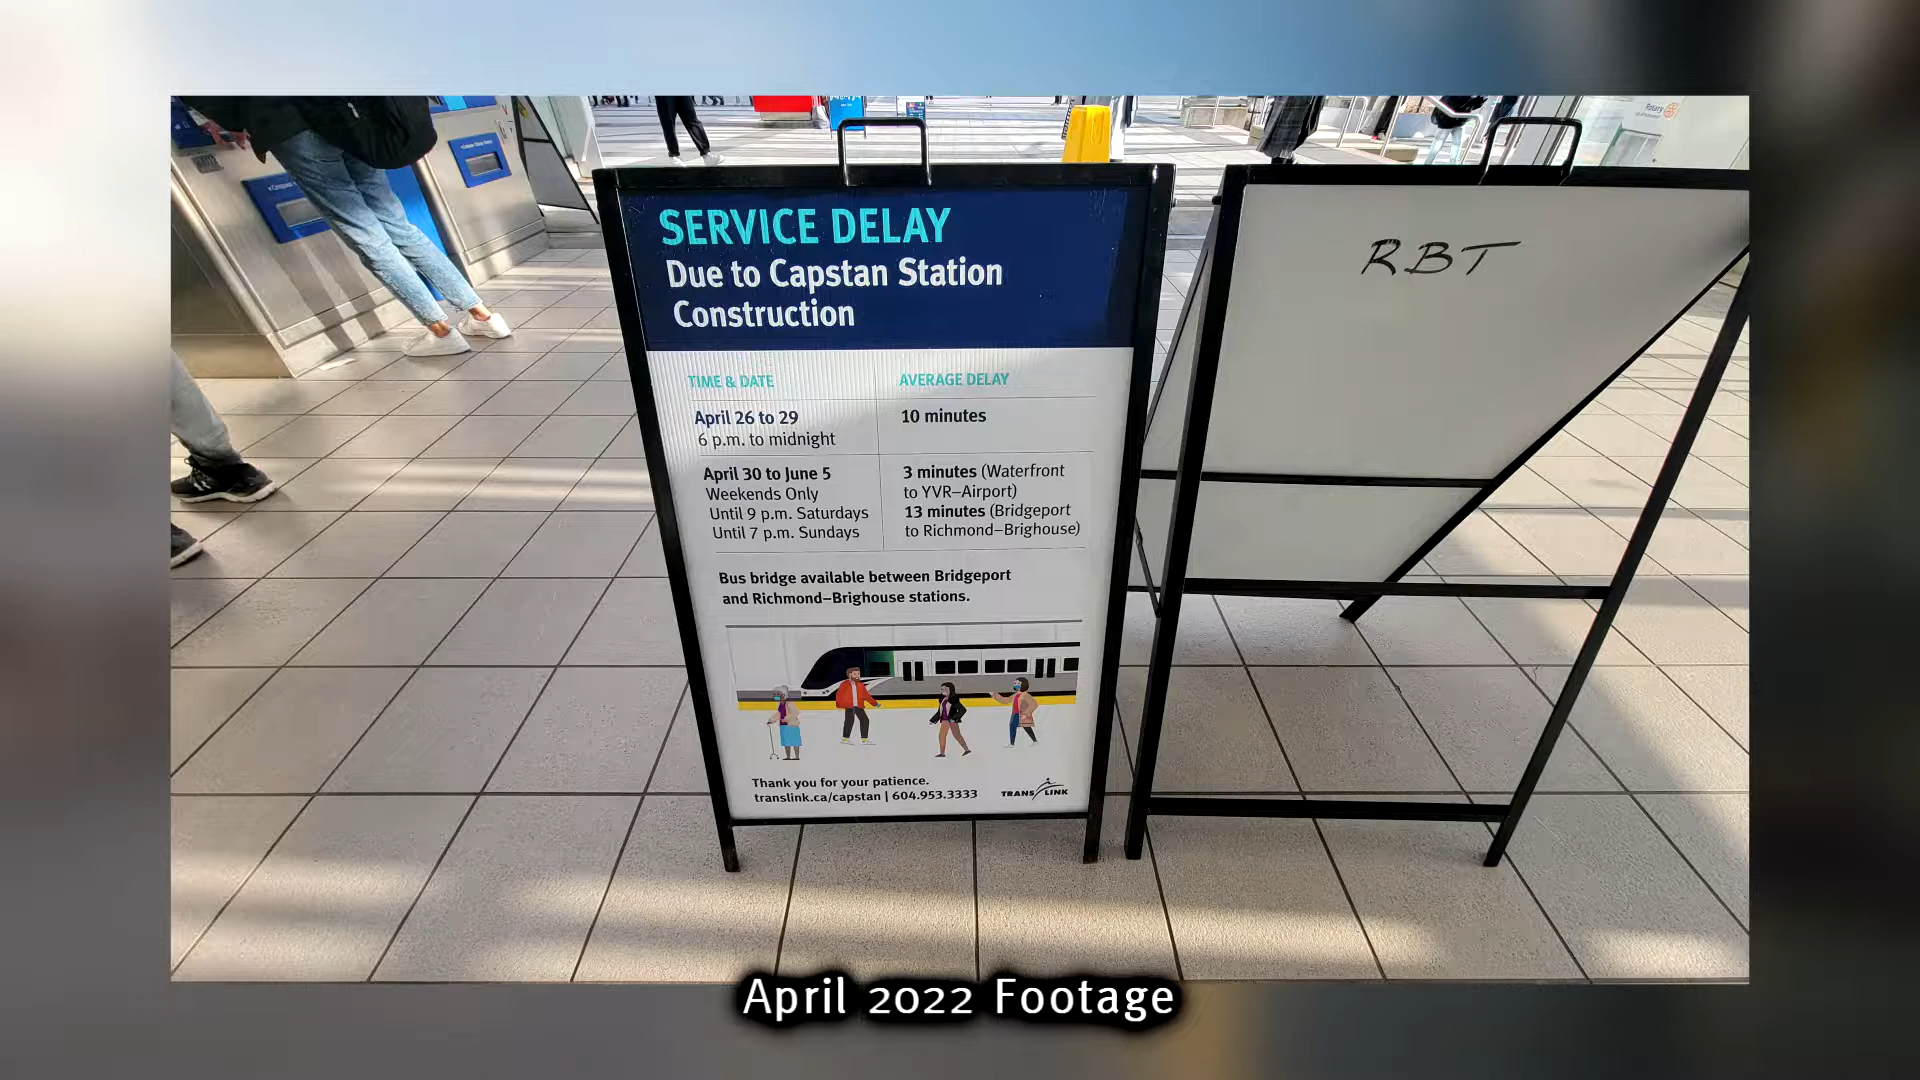 SERVICE DELAY
Due to Capstan Station
Construction
TIME & DATE
AVERAGE DELAY
April 26 to 29
6 p.m. to midnight
10 minutes
April 30 to June 5
Weekends Only
Until 9 p.m. Saturdays
Until 7 p.m. Sundays
3 minutes (Waterfront
to YVR–Airport)
13 minutes (Bridgeport
to Richmond–Brighouse)
Bus bridge available between Bridgeport
and Richmond–Brighouse stations.
Thank you for your patience.
translink.ca/capstan | 604.953.3333
TRANSLINK
RBT
Rotary
April 2022 Footage